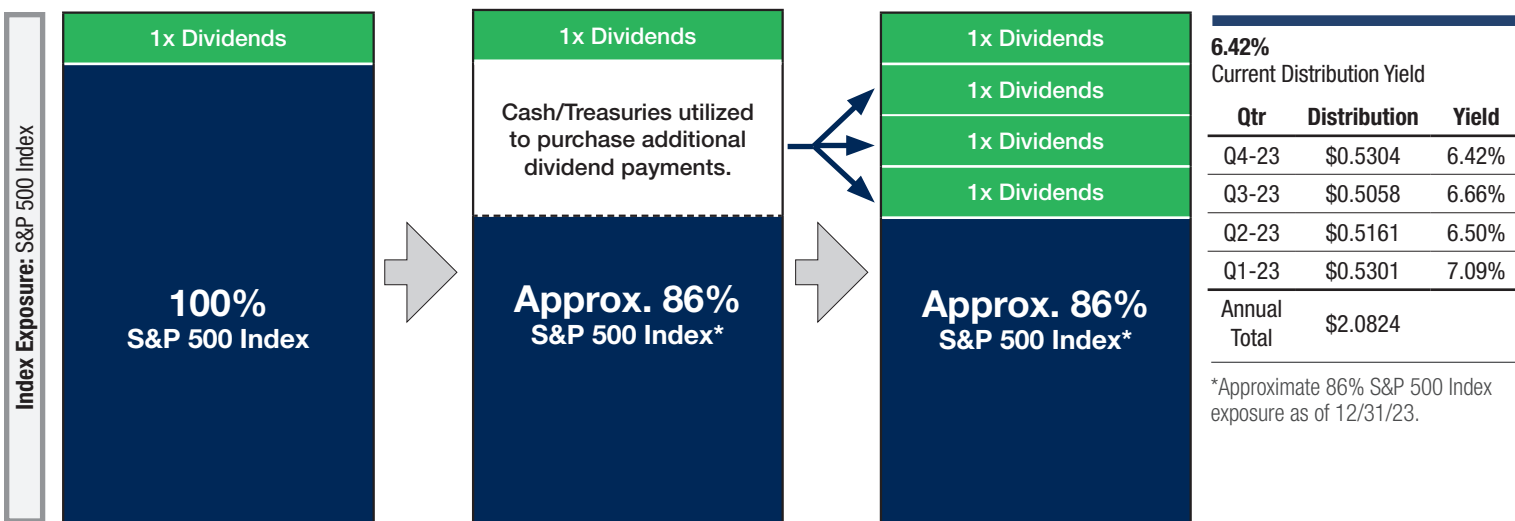 Index Exposure: S&P 500 Index
1x Dividends
100%
S&P 500 Index
1x Dividends
Cash/Treasuries utilized
to purchase additional
dividend payments.
Approx. 86%
S&P 500 Index*
1x Dividends
1x Dividends
1x Dividends
1x Dividends
Approx. 86%
S&P 500 Index*
6.42%
Current Distribution Yield
Qtr Distribution Yield
Q4-23 $0.5304 6.42%
Q3-23 $0.5058 6.66%
Q2-23 $0.5161 6.50%
Q1-23 $0.5301 7.09%
Annual
Total $2.0824
*Approximate 86% S&P 500 Index
exposure as of 12/31/23.